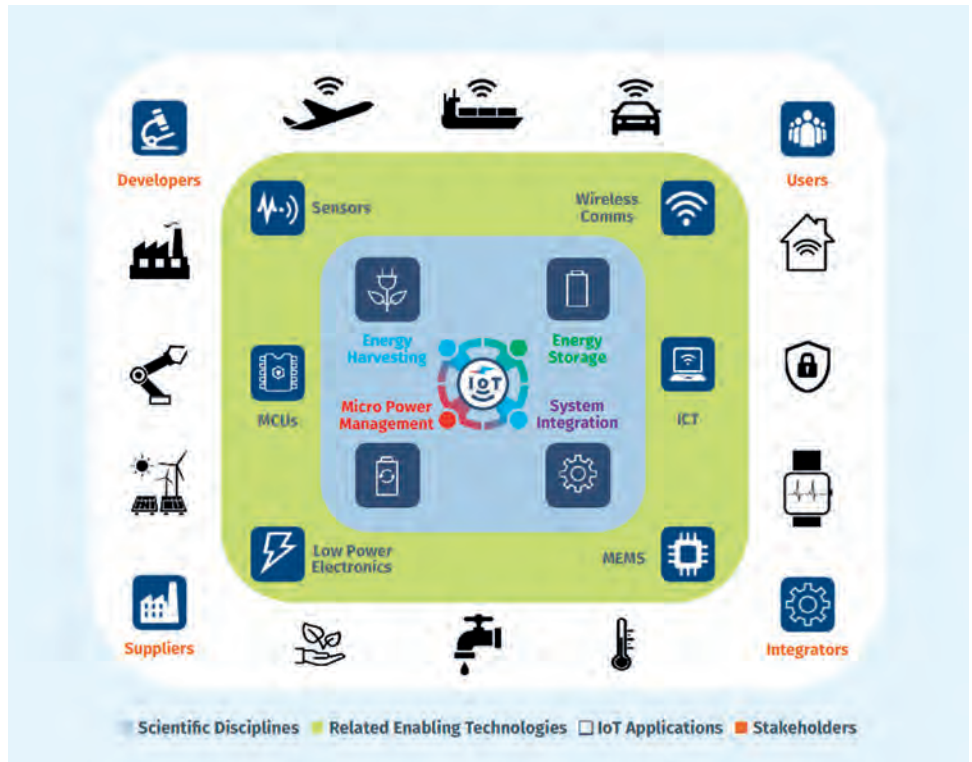 Developers
Users
Sensors
Wireless
Comms
Energy
Harvesting
Energy
Storage
IoT
MCUs
ICT
Micro Power
Management
System
Integration
Low Power
Electronics
MEMS
Suppliers
Integrators
Scientific Disciplines Related Enabling Technologies IoT Applications Stakeholders